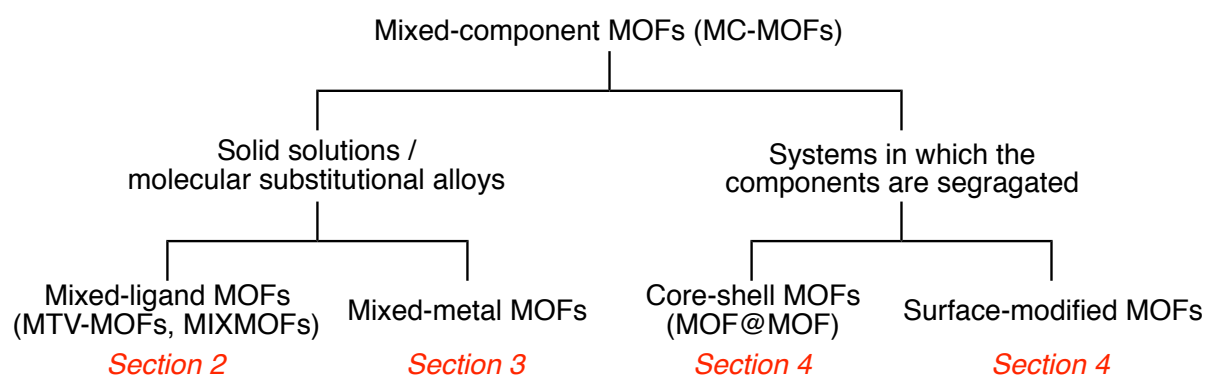 Mixed-component MOFs (MC-MOFs)
Solid solutions /
molecular substitutional alloys
Systems in which the
components are segragated
Mixed-ligand MOFs
(MTV-MOFs, MIXMOFs)
Section 2
Mixed-metal MOFs
Section 3
Core-shell MOFs
(MOF@MOF)
Section 4
Surface-modified MOFs
Section 4